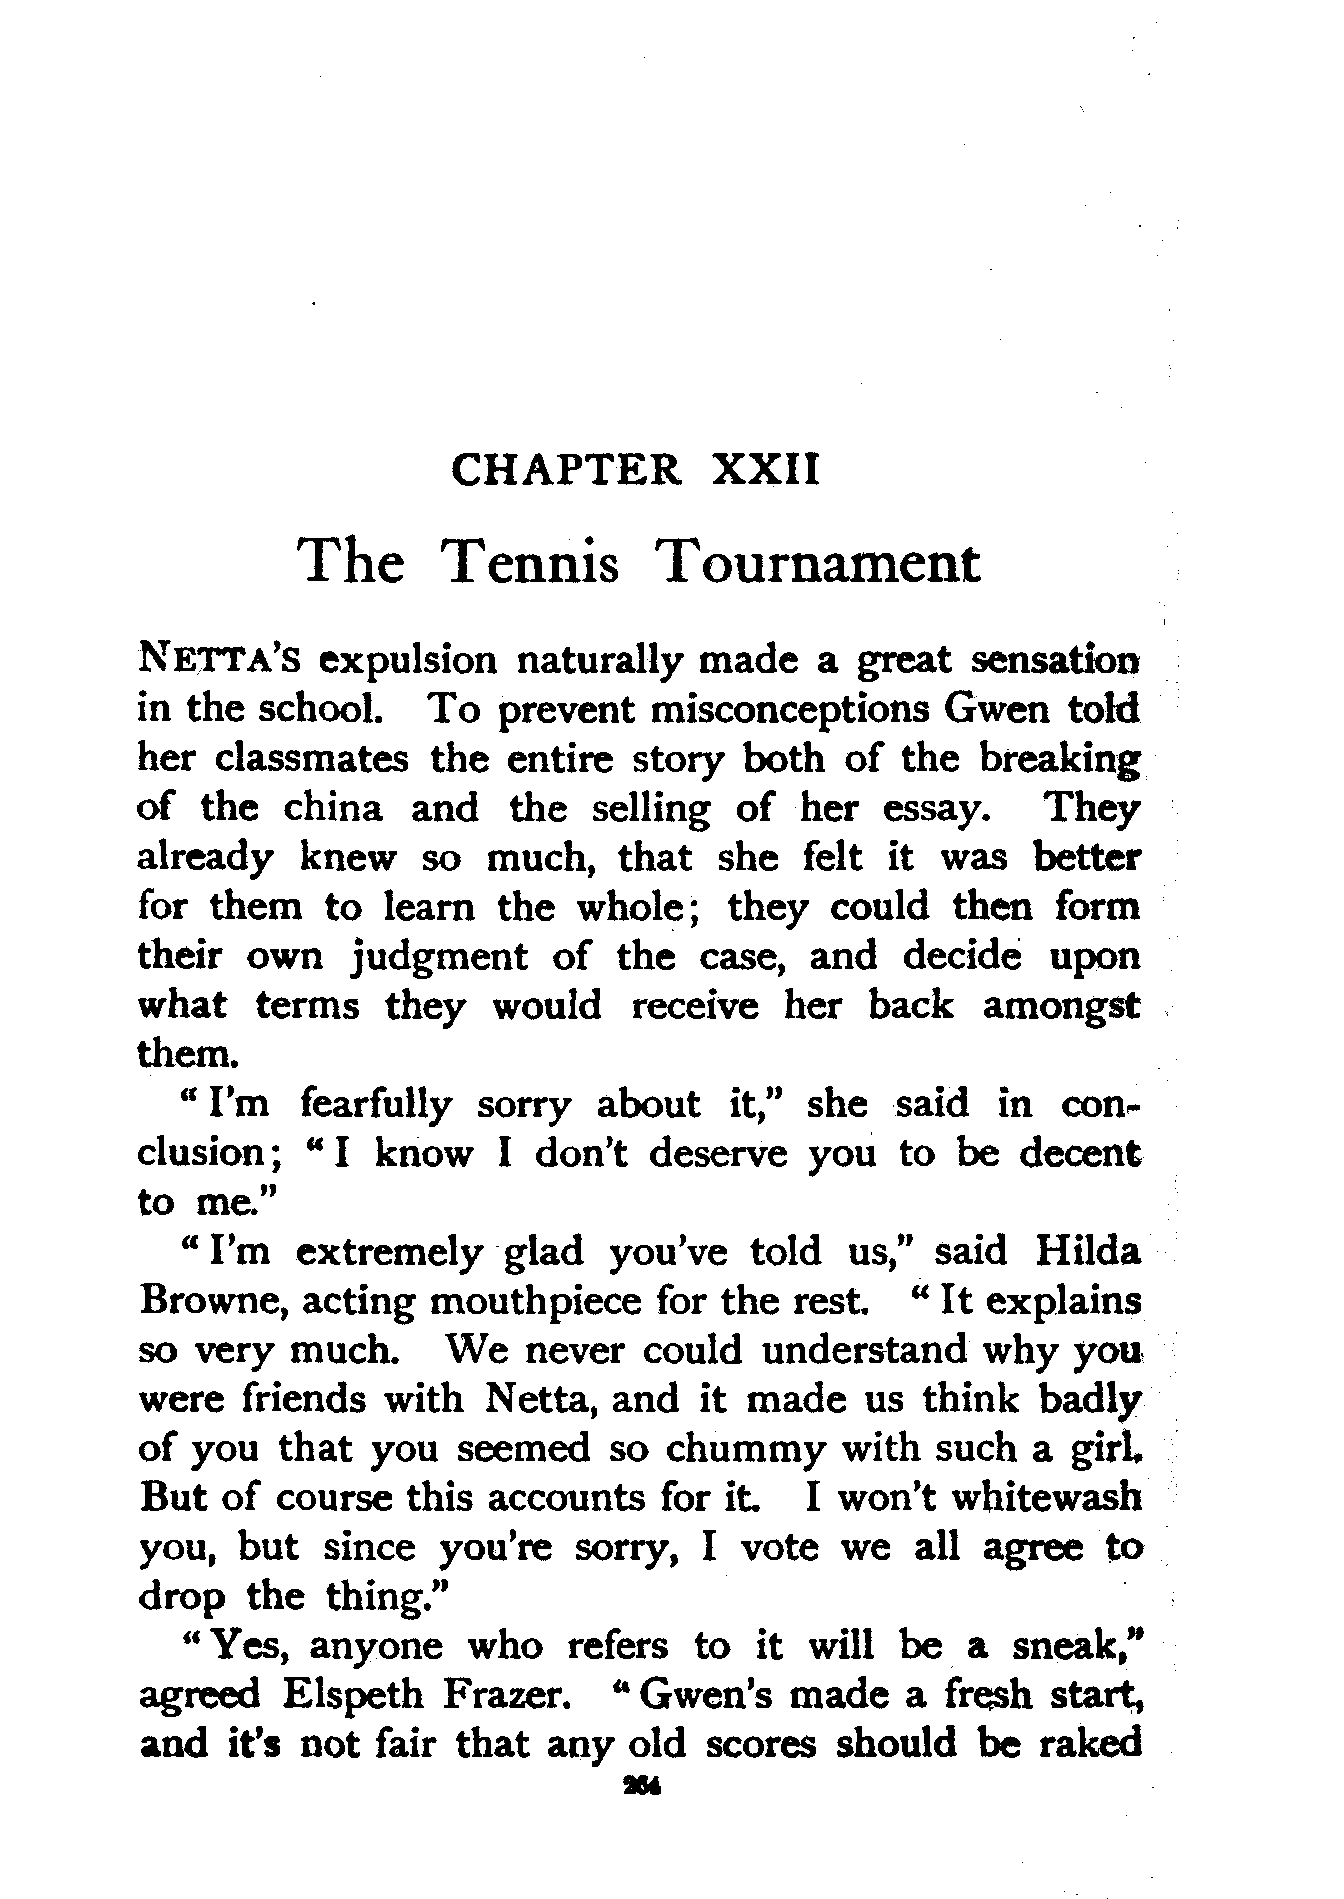 CHAPTER XXII
The Tennis Tournament
NETTA'S expulsion naturally made a great sensation
in the school. To prevent misconceptions Gwen told
her classmates the entire story both of the breaking
of the china and the selling of her essay. They
already knew so much, that she felt it was better
for them to learn the whole; they could then form
their own judgment of the case, and decide upon
what terms they would receive her back amongst
them.
"I'm fearfully sorry about it," she said in con-
clusion; "I know I don't deserve you to be decent
to me."
"I'm extremely glad you've told us," said Hilda
Browne, acting mouthpiece for the rest. "It explains
so very much. We never could understand why you
were friends with Netta, and it made us think badly
of you that you seemed so chummy with such a girl.
But of course this accounts for it. I won't whitewash
you, but since you're sorry, I vote we all agree to
drop the thing."
"Yes, anyone who refers to it will be a sneak,"
agreed Elspeth Frazer. "Gwen's made a fresh start,
and it's not fair that any old scores should be raked
264